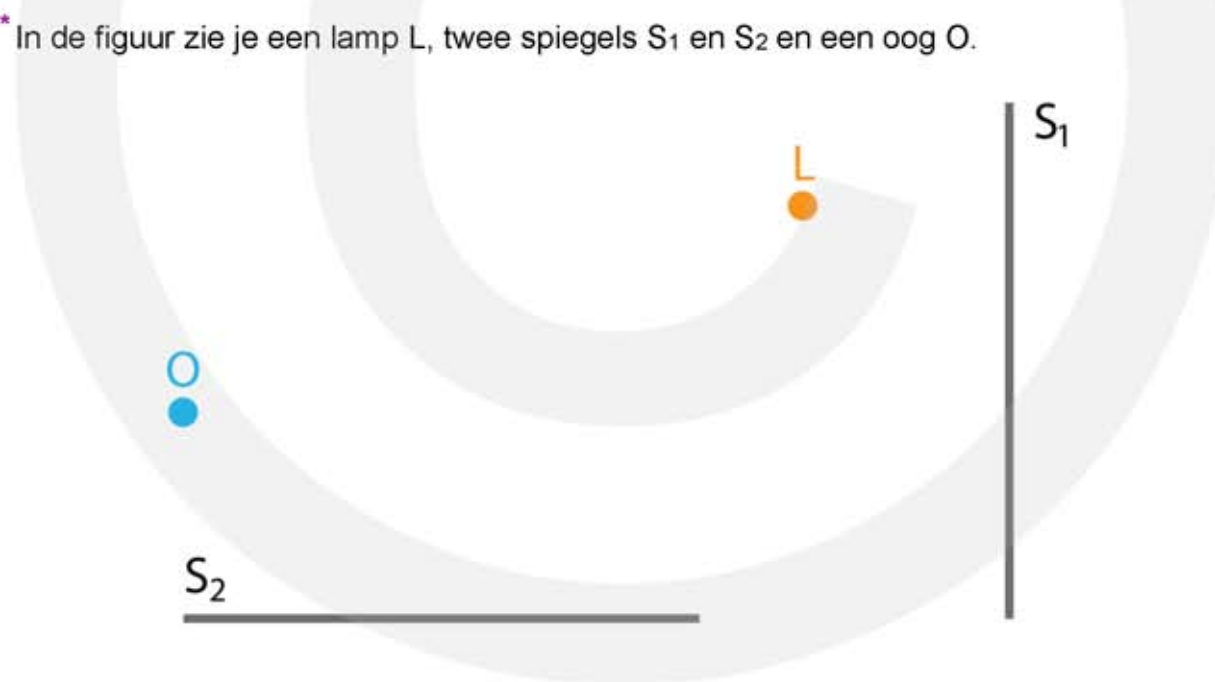 * In de figuur zie je een lamp L, twee spiegels S₁ en S₂ en een oog O.
S₁
L
O
S₂